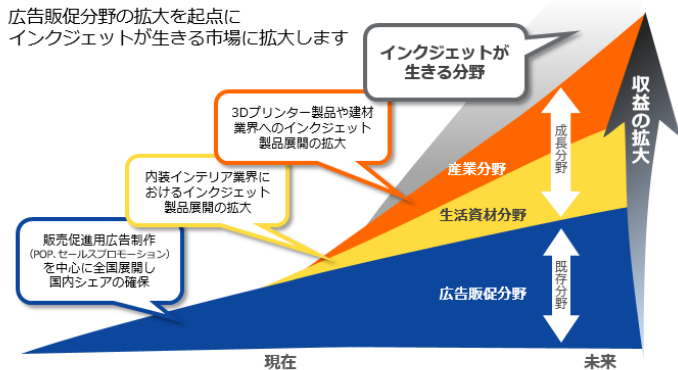 広告販促分野の拡大を起点に
インクジェットが生きる市場に拡大します
インクジェットが
生きる分野
3Dプリンター製品や建材
業界へのインクジェット
製品展開の拡大
内装インテリア業界に
おけるインクジェット
製品展開の拡大
販売促進用広告制作
(POP、セールスプロモーション)
を中心に全国展開し
国内シェアの確保
収益の拡大
成長分野
産業分野
生活資材分野
既存分野
広告販促分野
現在
未来